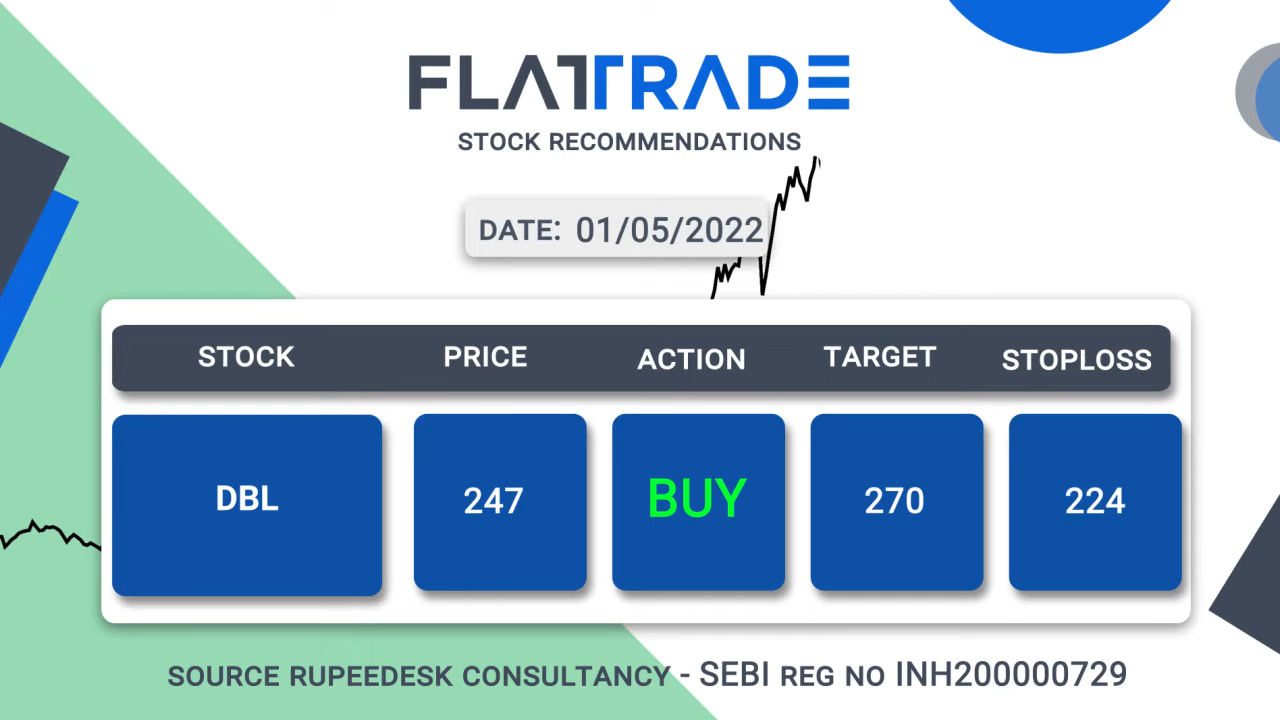 FLATTRADE
STOCK RECOMMENDATIONS
DATE: 01/05/2022
STOCK PRICE ACTION TARGET STOPLOSS
DBL 247 BUY 270 224
SOURCE RUPEEDESK CONSULTANCY - SEBI REG NO INH200000729